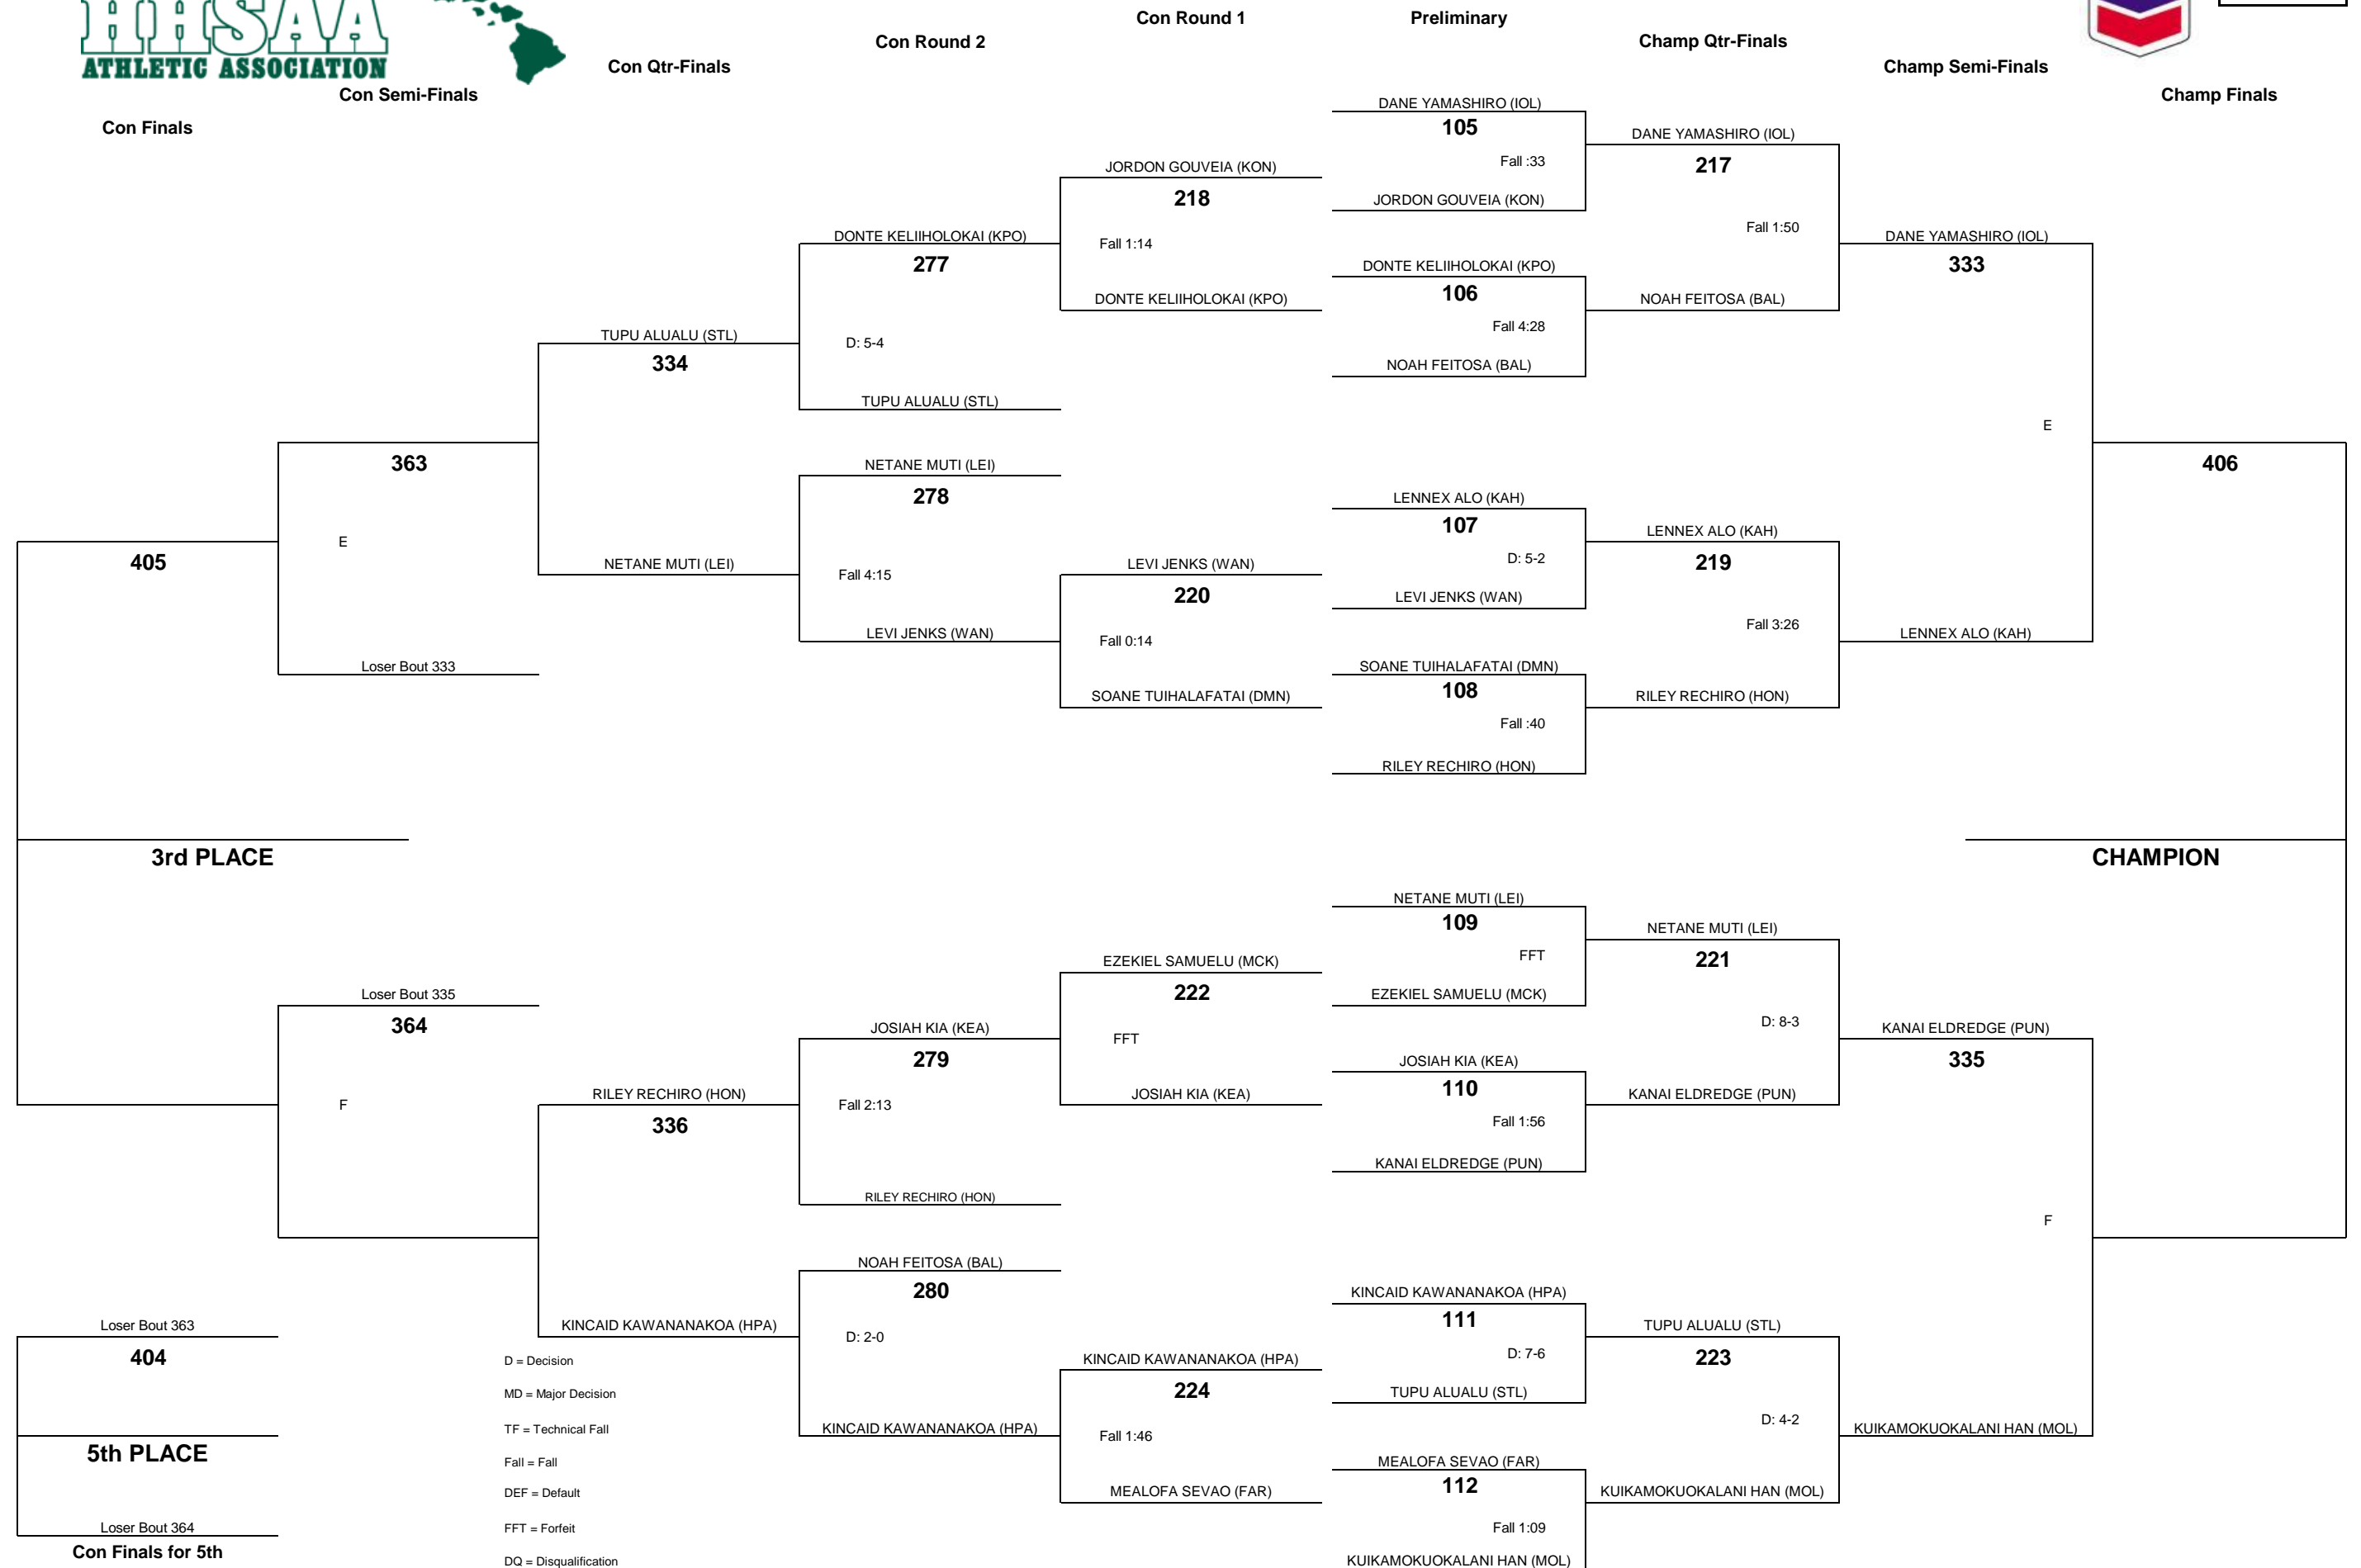 HHSAA
ATHLETIC ASSOCIATION
Con Finals
Con Semi-Finals
Con Qtr-Finals
Con Round 2
Con Round 1
Preliminary
Champ Qtr-Finals
Champ Semi-Finals
Champ Finals
DANE YAMASHIRO (IOL)
105
Fall :33
JORDON GOUVEIA (KON)
DONTE KELIIHOLOKAI (KPO)
106
Fall 4:28
NOAH FEITOSA (BAL)
LENNEX ALO (KAH)
107
D: 5-2
LEVI JENKS (WAN)
SOANE TUIHALAFATAI (DMN)
108
Fall :40
RILEY RECHIRO (HON)
NETANE MUTI (LEI)
109
FFT
EZEKIEL SAMUELU (MCK)
JOSIAH KIA (KEA)
110
Fall 1:56
KANAI ELDREDGE (PUN)
KINCAID KAWANANAKOA (HPA)
111
D: 7-6
TUPU ALUALU (STL)
MEALOFA SEVAO (FAR)
112
Fall 1:09
KUIKAMOKUOKALANI HAN (MOL)
DANE YAMASHIRO (IOL)
217
Fall 1:50
NOAH FEITOSA (BAL)
LENNEX ALO (KAH)
219
Fall 3:26
RILEY RECHIRO (HON)
NETANE MUTI (LEI)
221
D: 8-3
KANAI ELDREDGE (PUN)
TUPU ALUALU (STL)
223
D: 4-2
KUIKAMOKUOKALANI HAN (MOL)
DANE YAMASHIRO (IOL)
333
E
LENNEX ALO (KAH)
KANAI ELDREDGE (PUN)
335
F
KUIKAMOKUOKALANI HAN (MOL)
406
CHAMPION
JORDON GOUVEIA (KON)
218
Fall 1:14
DONTE KELIIHOLOKAI (KPO)
LEVI JENKS (WAN)
220
Fall 0:14
SOANE TUIHALAFATAI (DMN)
EZEKIEL SAMUELU (MCK)
222
FFT
JOSIAH KIA (KEA)
KINCAID KAWANANAKOA (HPA)
224
Fall 1:46
MEALOFA SEVAO (FAR)
DONTE KELIIHOLOKAI (KPO)
277
D: 5-4
TUPU ALUALU (STL)
NETANE MUTI (LEI)
278
Fall 4:15
LEVI JENKS (WAN)
JOSIAH KIA (KEA)
279
Fall 2:13
RILEY RECHIRO (HON)
NOAH FEITOSA (BAL)
280
D: 2-0
KINCAID KAWANANAKOA (HPA)
TUPU ALUALU (STL)
334
NETANE MUTI (LEI)
RILEY RECHIRO (HON)
336
KINCAID KAWANANAKOA (HPA)
363
E
Loser Bout 333
Loser Bout 335
364
F
405
3rd PLACE
Loser Bout 363
404
5th PLACE
Loser Bout 364
Con Finals for 5th
D = Decision
MD = Major Decision
TF = Technical Fall
Fall = Fall
DEF = Default
FFT = Forfeit
DQ = Disqualification